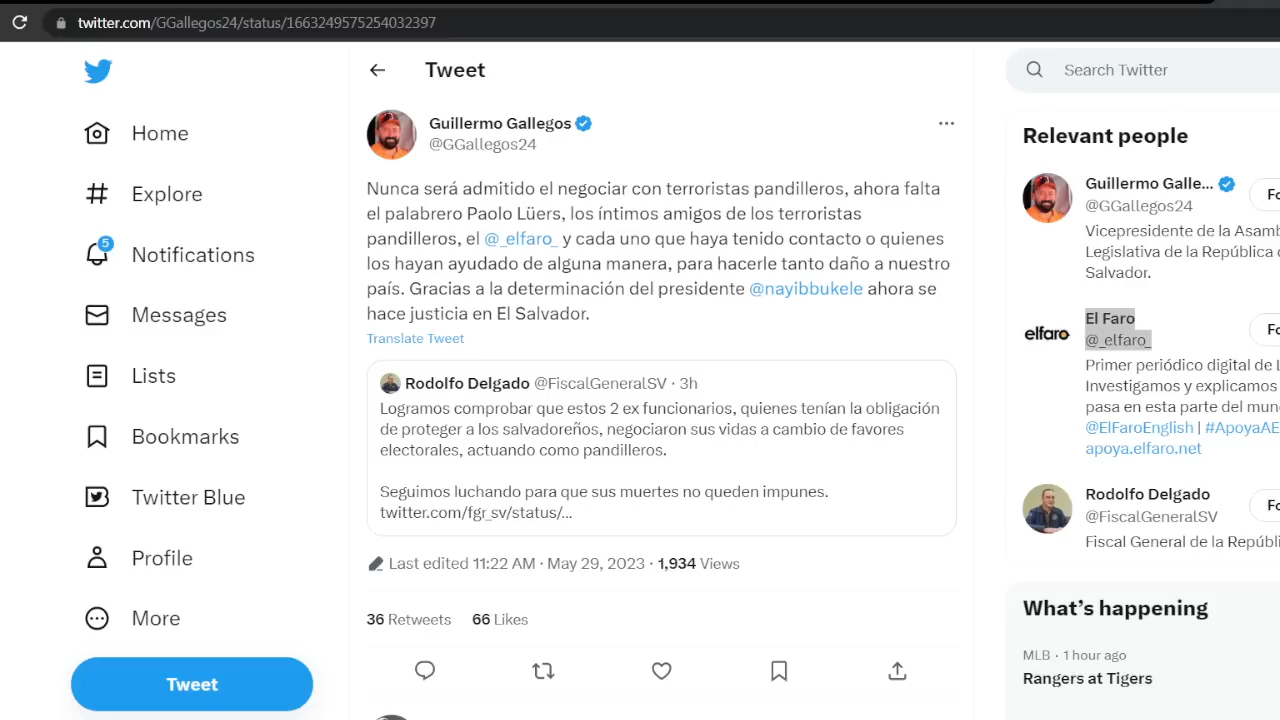 twitter.com/GGallegos24/status/1663249575254032397
Home
Explore
5
Notifications
Messages
Lists
Bookmarks
Twitter Blue
Profile
More
Tweet
Tweet
Guillermo Gallegos
@GGallegos24
Nunca será admitido el negociar con terroristas pandilleros, ahora falta
el palabrero Paolo Lüers, los íntimos amigos de los terroristas
pandilleros, el @_elfaro_ y cada uno que haya tenido contacto o quienes
los hayan ayudado de alguna manera, para hacerle tanto daño a nuestro
país. Gracias a la determinación del presidente @nayibbukele ahora se
hace justicia en El Salvador.
Translate Tweet
Rodolfo Delgado @FiscalGeneralSV · 3h
Logramos comprobar que estos 2 ex funcionarios, quienes tenían la obligación
de proteger a los salvadoreños, negociaron sus vidas a cambio de favores
electorales, actuando como pandilleros.
Seguimos luchando para que sus muertes no queden impunes.
twitter.com/fgr_sv/status/...
Last edited 11:22 AM · May 29, 2023 · 1,934 Views
36 Retweets 66 Likes
Search Twitter
Relevant people
Guillermo Galle...
@GGallegos24
Fo
Vicepresidente de la Asamb
Legislativa de la República d
Salvador.
elfaro
El Faro
@_elfaro_
Fo
Primer periódico digital de L
Investigamos y explicamos
pasa en esta parte del mun
@ElFaroEnglish | #ApoyaAE
apoya.elfaro.net
Rodolfo Delgado
@FiscalGeneralSV
Fo
Fiscal General de la Repúbli
What's happening
MLB · 1 hour ago
Rangers at Tigers